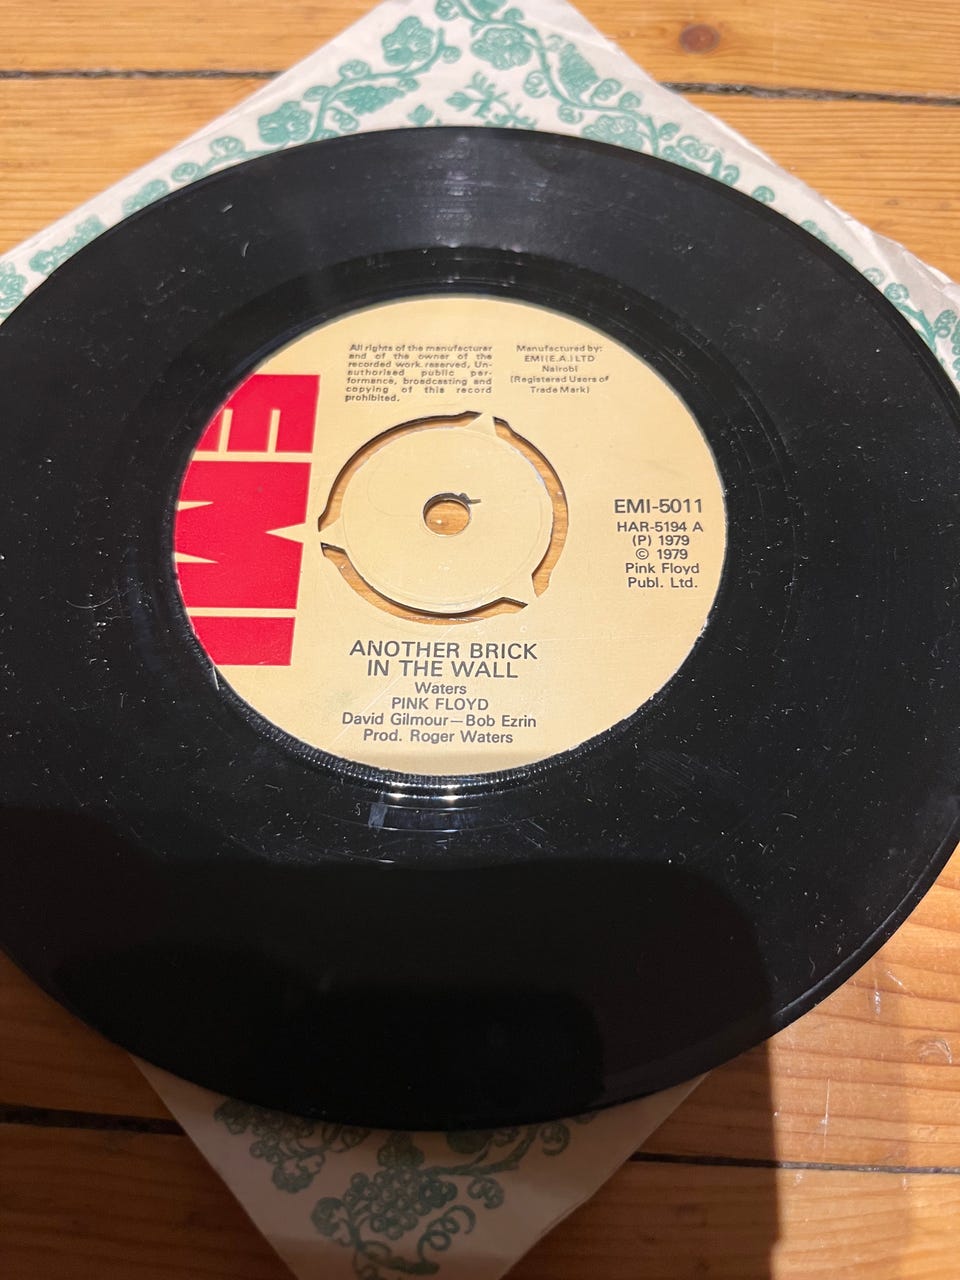 All rights of the manufacturer
and of the owner of the
recorded work reserved, Un-
authorised public per-
formance, broadcasting and
copying of this record
prohibited.
Manufactured by:
EMI(E.A.)LTD
Nairobi
(Registered Users of
Trade Mark)
EMI
EMI-5011
HAR-5194 A
(P) 1979
© 1979
Pink Floyd
Publ. Ltd.
ANOTHER BRICK
IN THE WALL
Waters
PINK FLOYD
David Gilmour—Bob Ezrin
Prod. Roger Waters